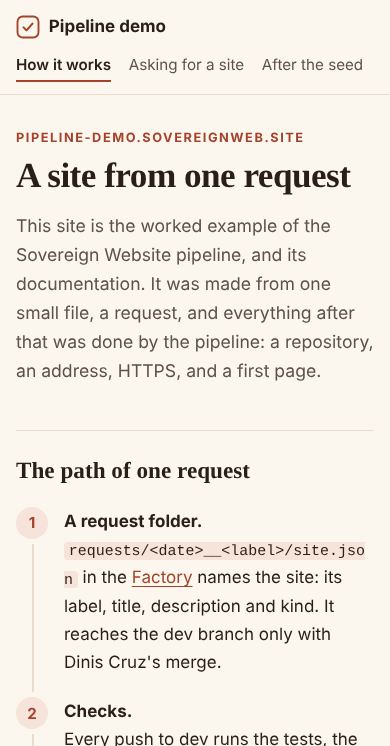 Pipeline demo
How it works Asking for a site After the seed
PIPELINE-DEMO.SOVEREIGNWEB.SITE
A site from one request
This site is the worked example of the
Sovereign Website pipeline, and its
documentation. It was made from one
small file, a request, and everything after
that was done by the pipeline: a repository,
an address, HTTPS, and a first page.
The path of one request
1 A request folder.
requests/<date>__<label>/site.jso
n in the Factory names the site: its
label, title, description and kind. It
reaches the dev branch only with
Dinis Cruz's merge.
2 Checks.
Every push to dev runs the tests, the